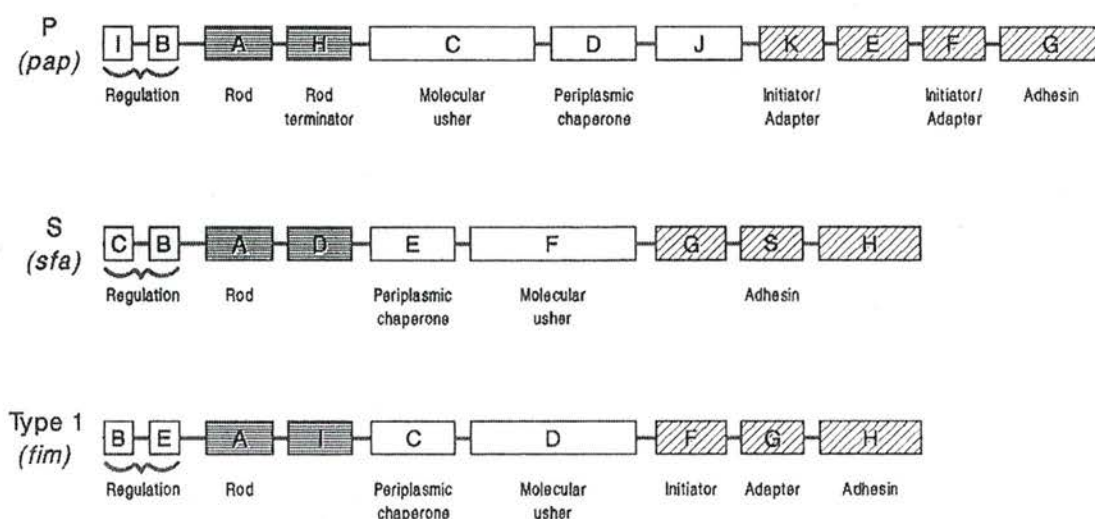 P
(pap)
I B A H C D J K E F G
Regulation Rod Rod terminator Molecular usher Periplasmic chaperone Initiator/ Adapter Initiator/ Adapter Adhesin
S
(sfa)
C B A D E F G S H
Regulation Rod Periplasmic chaperone Molecular usher Adhesin
Type 1
(fim)
B E A I C D F G H
Regulation Rod Periplasmic chaperone Molecular usher Initiator Adapter Adhesin